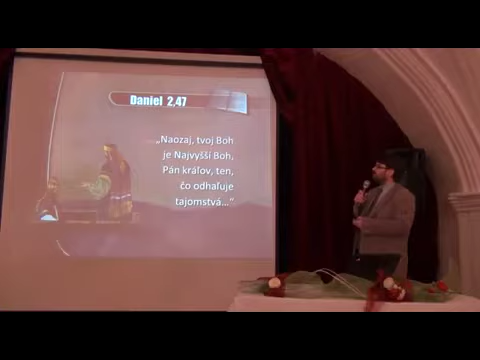 Daniel 2,47
„Naozaj, tvoj Boh
je Najvyšší Boh,
Pán kráľov, ten,
čo odhaľuje
tajomstvá..."